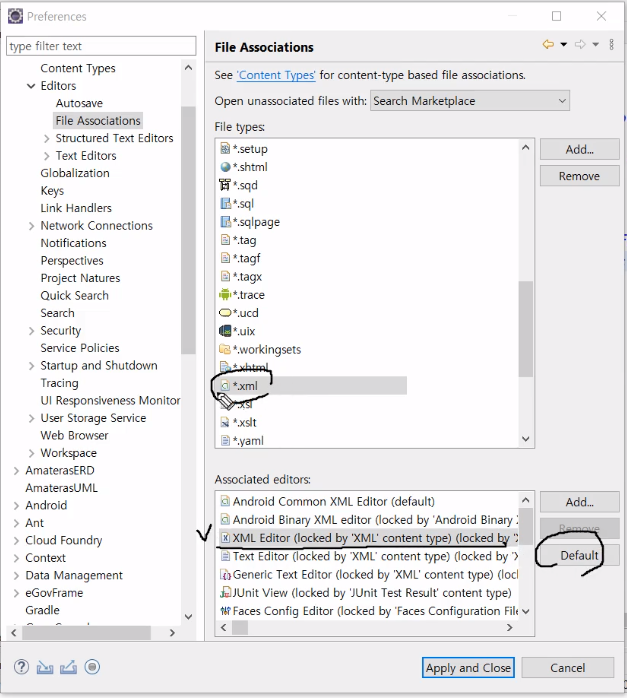 Preferences
type filter text
Content Types
Editors
Autosave
File Associations
Structured Text Editors
Text Editors
Globalization
Keys
Link Handlers
Network Connections
Notifications
Perspectives
Project Natures
Quick Search
Search
Security
Service Policies
Startup and Shutdown
Tracing
UI Responsiveness Monitor
User Storage Service
Web Browser
Workspace
AmaterasERD
AmaterasUML
Android
Ant
Cloud Foundry
Context
Data Management
eGovFrame
Gradle
File Associations
See 'Content Types' for content-type based file associations.
Open unassociated files with: Search Marketplace
File types:
*.setup
*.shtml
*.sqd
*.sql
*.sqlpage
*.tag
*.tagf
*.tagx
*.trace
*.ucd
*.uix
*.workingsets
*.xhtml
*.xml
*.xsl
*.xslt
*.yaml
Add...
Remove
Associated editors:
Android Common XML Editor (default)
Android Binary XML editor (locked by 'Android Binary
XML Editor (locked by 'XML' content type) (locked by
Text Editor (locked by 'XML' content type) (locked by
Generic Text Editor (locked by 'XML' content type) (loc
JUnit View (locked by 'JUnit Test Result' content type)
Faces Config Editor (locked by 'Faces Configuration File
Add...
Remove
Default
Apply and Close
Cancel